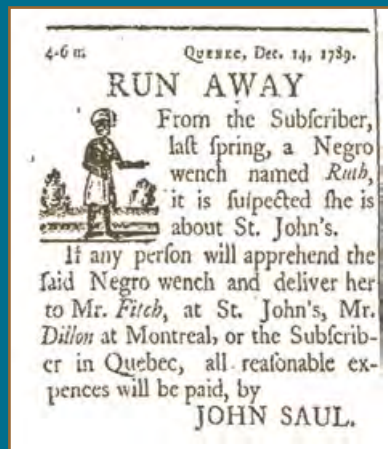 4-6 m QUEBEC, Dec. 14, 1789.
RUN AWAY
From the Subſcriber,
laſt ſpring, a Negro
wench named Ruth,
it is ſuſpected ſhe is
about St. John's.
If any perſon will apprehend the
ſaid Negro wench and deliver her
to Mr. Fitch, at St. John's, Mr.
Dillon at Montreal, or the Subſcrib-
er in Quebec, all reaſonable ex-
pences will be paid, by
JOHN SAUL.